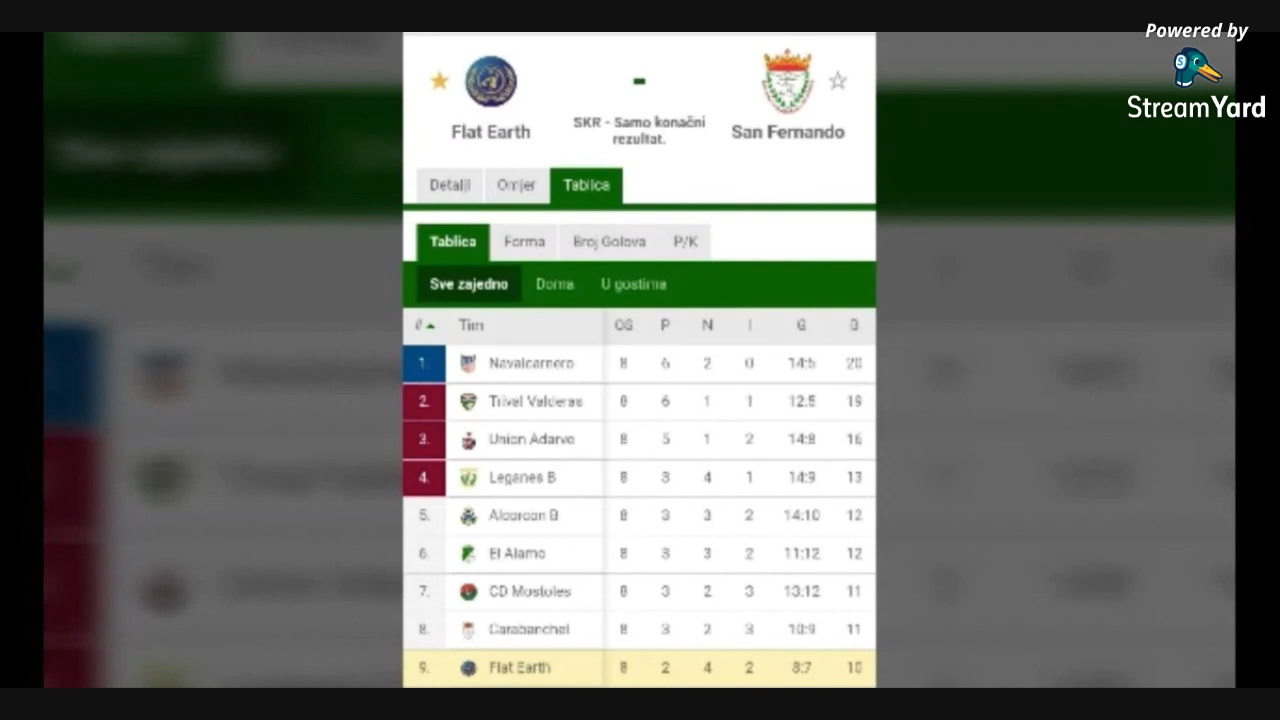 Powered by
StreamYard
Flat Earth
-
SKR - Samo konačni
rezultat.
San Fernando
Detalji Omjer Tablica
Tablica Forma Broj Golova P/K
Sve zajedno Doma U gostima
# Tim OS P N I G B
1. Navalcarnero 8 6 2 0 14:5 20
2. Trival Valderas 8 6 1 1 12:5 19
3. Union Adarve 8 5 1 2 14:8 16
4. Leganes B 8 3 4 1 14:9 13
5. Alcorcon B 8 3 3 2 14:10 12
6. El Alamo 8 3 3 2 11:12 12
7. CD Mostoles 8 3 2 3 13:12 11
8. Carabanchel 8 3 2 3 10:9 11
9. Flat Earth 8 2 4 2 8:7 10